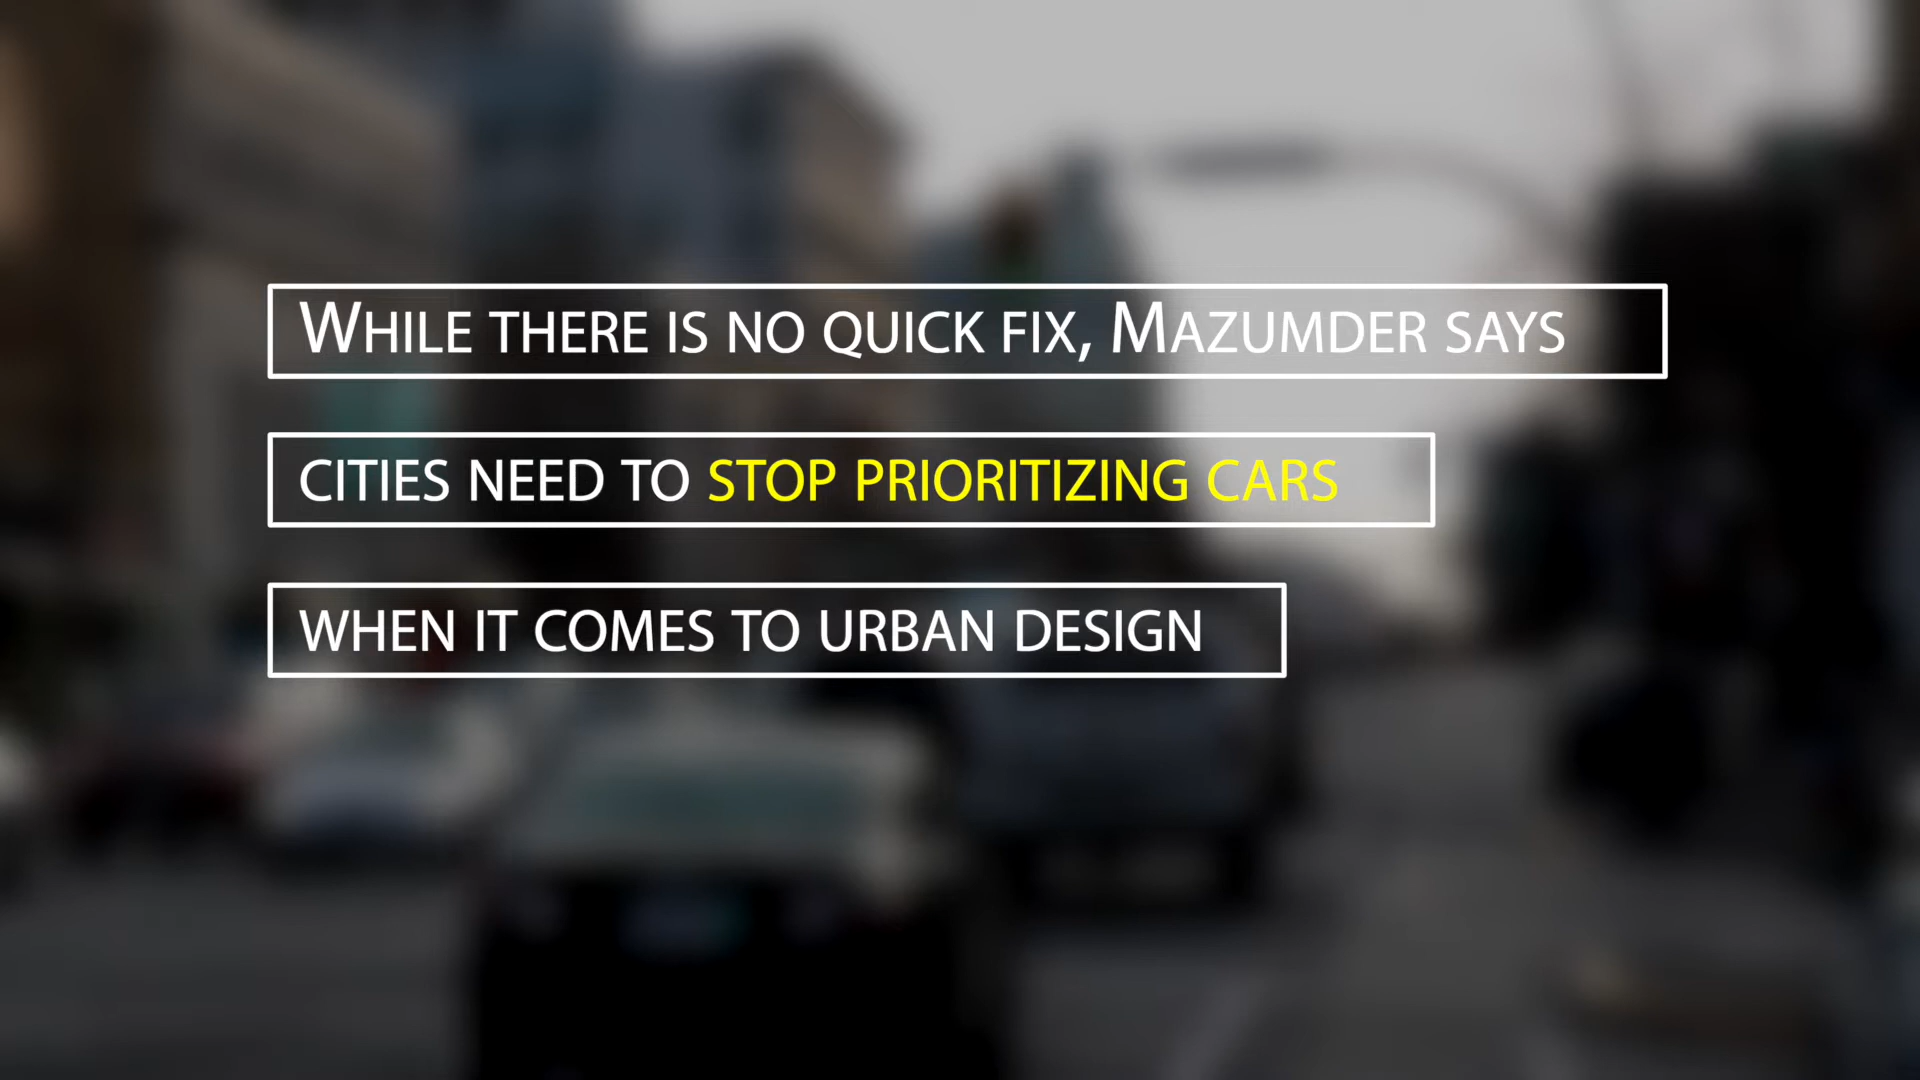 While there is no quick fix, Mazumder says
cities need to stop prioritizing cars
when it comes to urban design